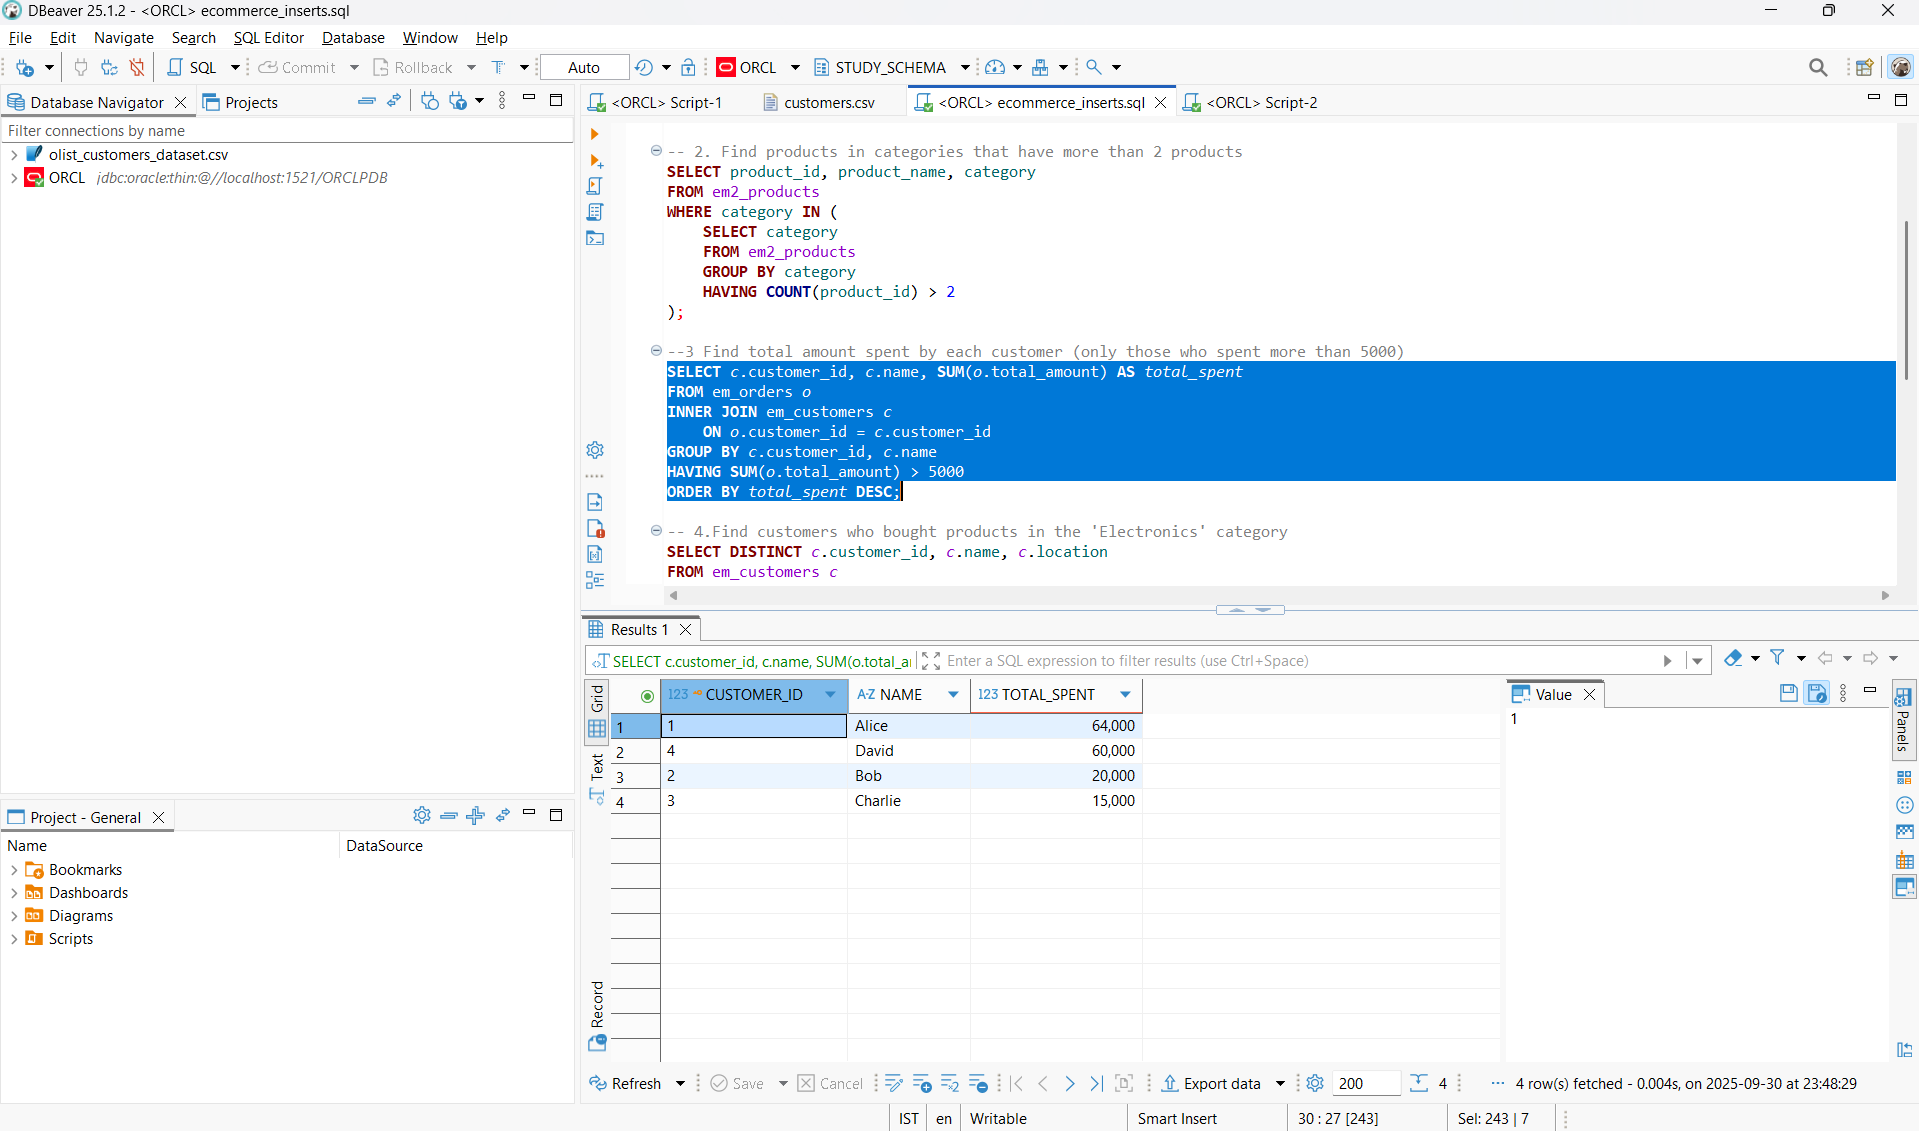 DBeaver 25.1.2 - <ORCL> ecommerce_inserts.sql
File Edit Navigate Search SQL Editor Database Window Help
SQL Commit Rollback Auto ORCL STUDY_SCHEMA
Database Navigator Projects
Filter connections by name
olist_customers_dataset.csv
ORCL jdbc:oracle:thin:@//localhost:1521/ORCLPDB
<ORCL> Script-1 customers.csv <ORCL> ecommerce_inserts.sql <ORCL> Script-2
-- 2. Find products in categories that have more than 2 products
SELECT product_id, product_name, category
FROM em2_products
WHERE category IN (
SELECT category
FROM em2_products
GROUP BY category
HAVING COUNT(product_id) > 2
);
--3 Find total amount spent by each customer (only those who spent more than 5000)
SELECT c.customer_id, c.name, SUM(o.total_amount) AS total_spent
FROM em_orders o
INNER JOIN em_customers c
ON o.customer_id = c.customer_id
GROUP BY c.customer_id, c.name
HAVING SUM(o.total_amount) > 5000
ORDER BY total_spent DESC;
-- 4.Find customers who bought products in the 'Electronics' category
SELECT DISTINCT c.customer_id, c.name, c.location
FROM em_customers c
Project - General
Name DataSource
Bookmarks
Dashboards
Diagrams
Scripts
Results 1
SELECT c.customer_id, c.name, SUM(o.total_a Enter a SQL expression to filter results (use Ctrl+Space)
Grid
Text
Record
123 CUSTOMER_ID A-Z NAME 123 TOTAL_SPENT
1 1 Alice 64,000
2 4 David 60,000
3 2 Bob 20,000
4 3 Charlie 15,000
Value
1
Panels
Refresh Save Cancel Export data 200 4 ... 4 row(s) fetched - 0.004s, on 2025-09-30 at 23:48:29
IST en Writable Smart Insert 30 : 27 [243] Sel: 243 | 7